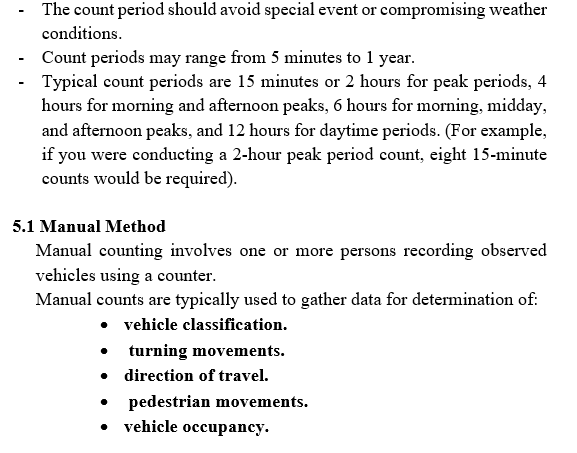 - The count period should avoid special event or compromising weather
conditions.
- Count periods may range from 5 minutes to 1 year.
- Typical count periods are 15 minutes or 2 hours for peak periods, 4
hours for morning and afternoon peaks, 6 hours for morning, midday,
and afternoon peaks, and 12 hours for daytime periods. (For example,
if you were conducting a 2-hour peak period count, eight 15-minute
counts would be required).
5.1 Manual Method
Manual counting involves one or more persons recording observed
vehicles using a counter.
Manual counts are typically used to gather data for determination of:
• vehicle classification.
• turning movements.
• direction of travel.
• pedestrian movements.
• vehicle occupancy.